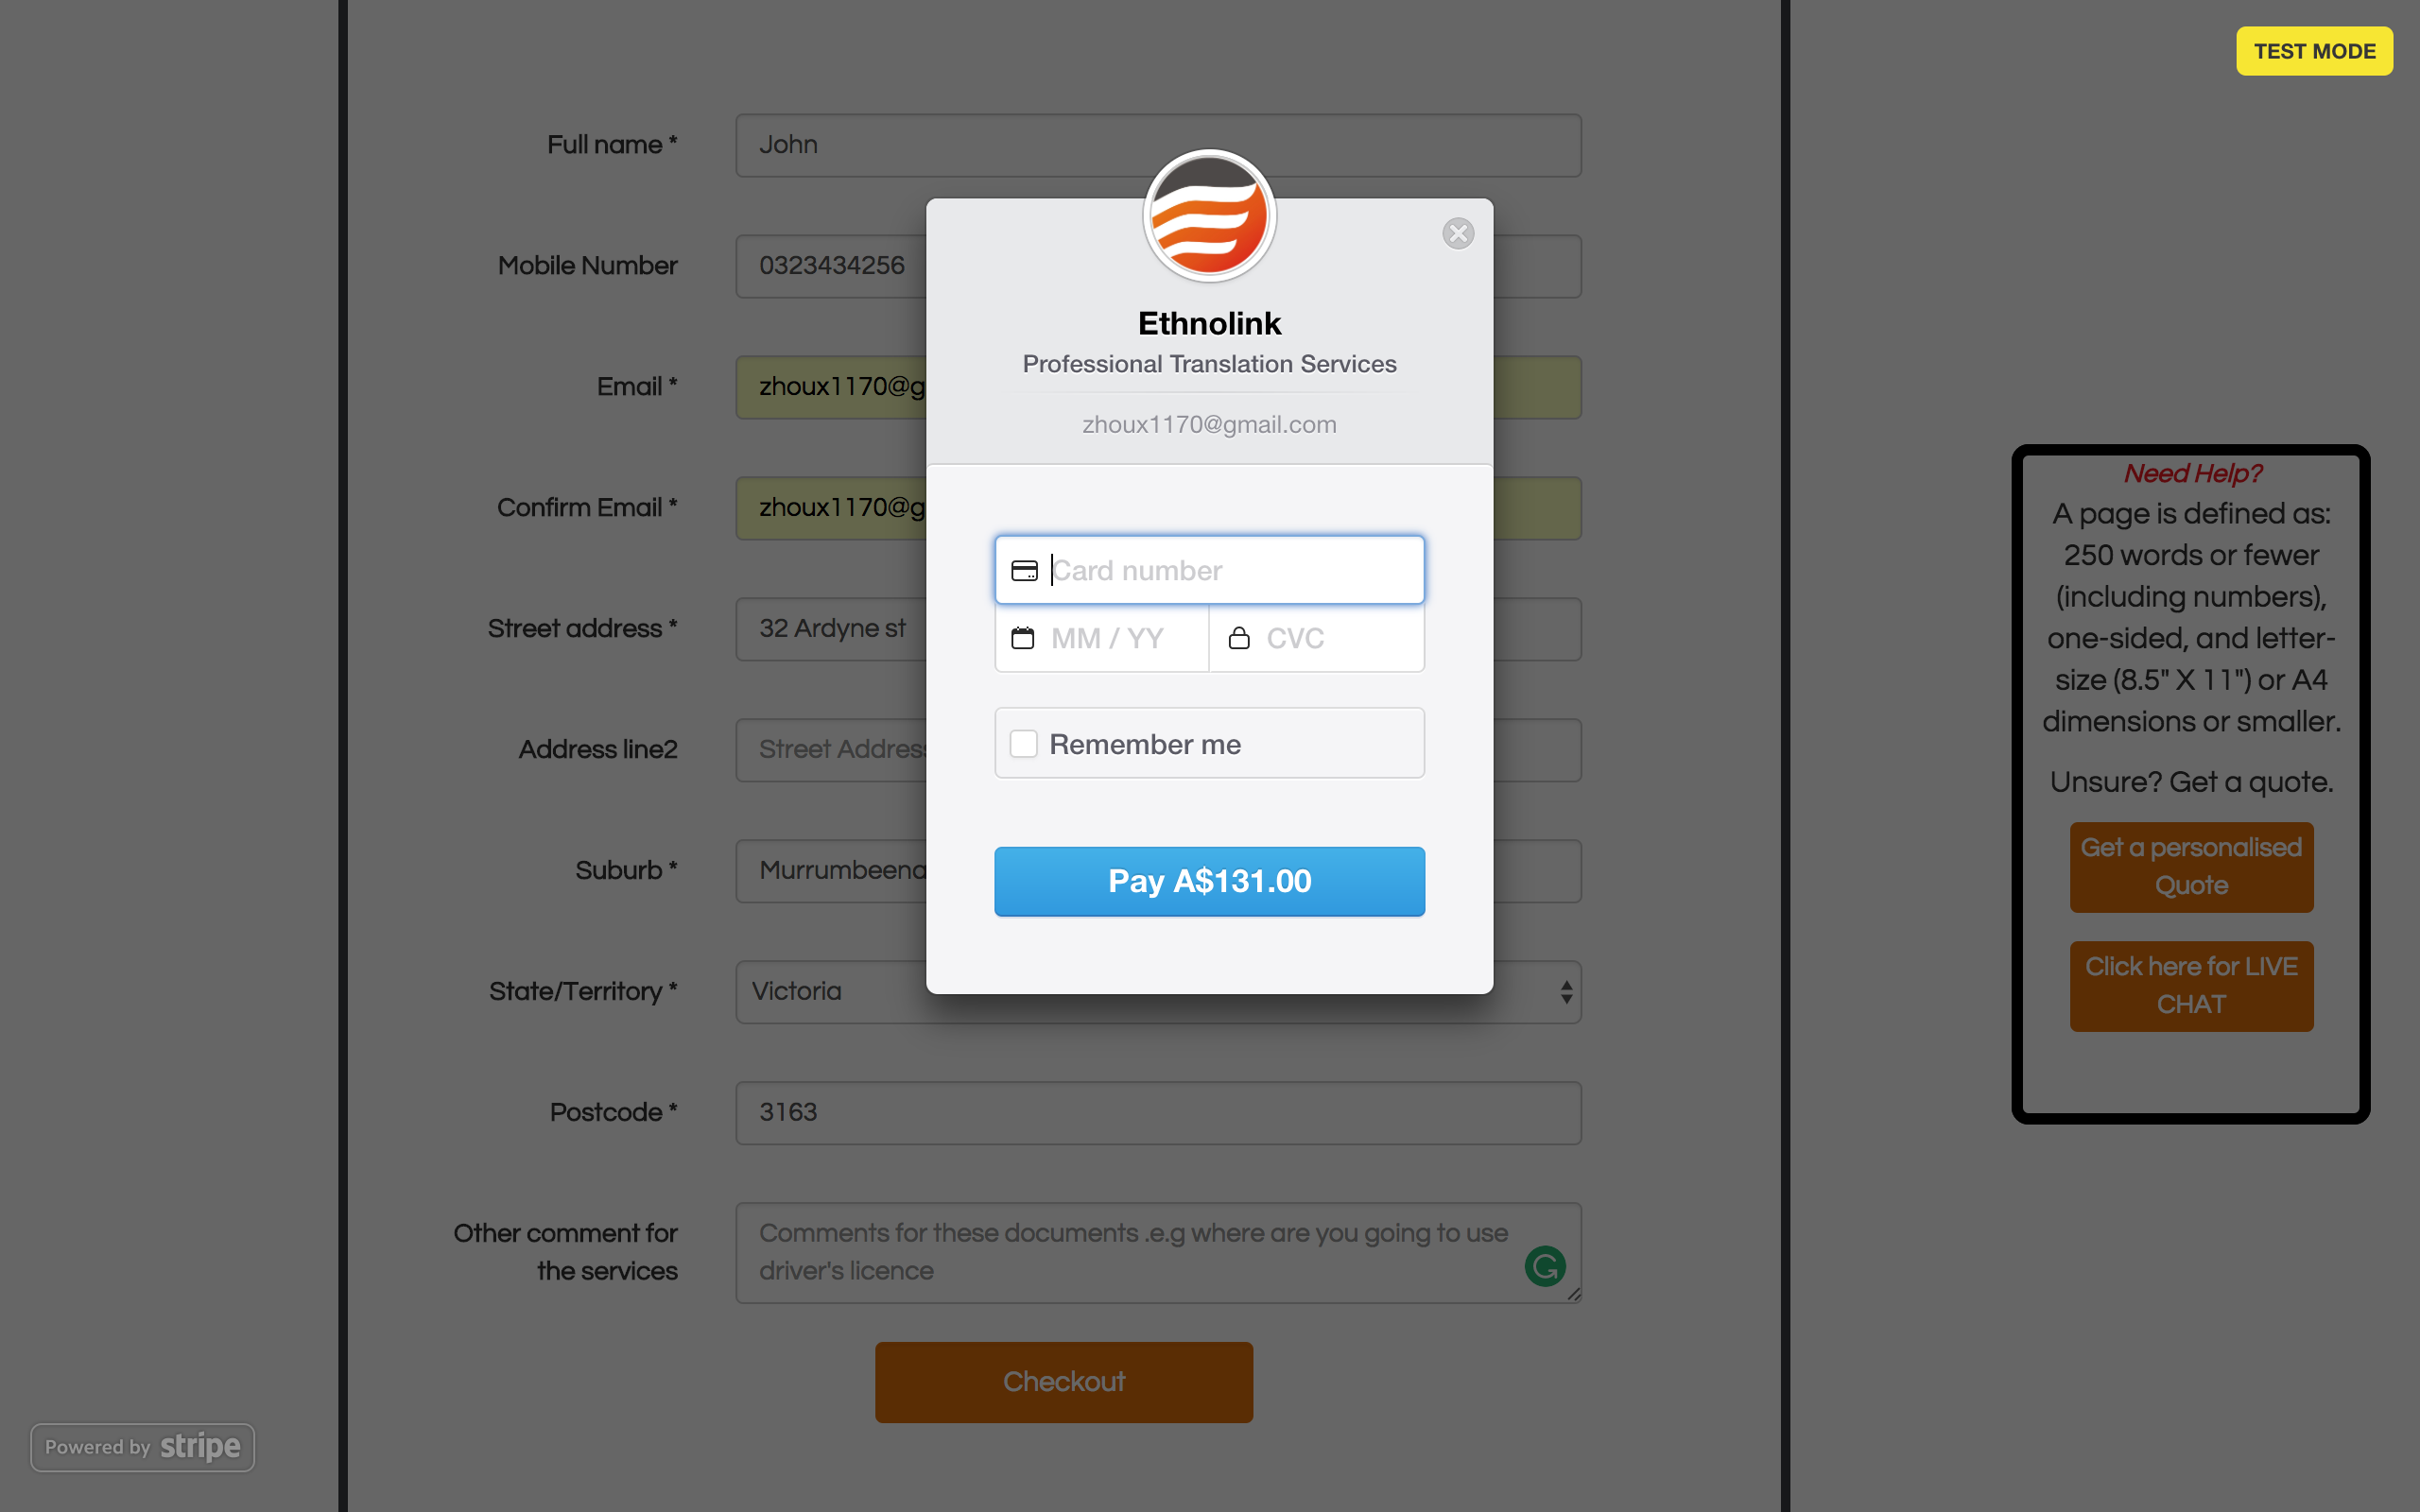 TEST MODE
Full name *
John
Mobile Number
0323434256
Email *
zhoux1170@g
Confirm Email *
zhoux1170@g
Street address *
32 Ardyne st
Address line2
Street Address
Suburb *
Murrumbeena
State/Territory *
Victoria
Postcode *
3163
Other comment for
the services
Comments for these documents .e.g where are you going to use
driver's licence
Checkout
Ethnolink
Professional Translation Services
zhoux1170@gmail.com
Card number
MM / YY
CVC
Remember me
Pay A$131.00
Need Help?
A page is defined as:
250 words or fewer
(including numbers),
one-sided, and letter-
size (8.5" X 11") or A4
dimensions or smaller.
Unsure? Get a quote.
Get a personalised
Quote
Click here for LIVE
CHAT
Powered by stripe